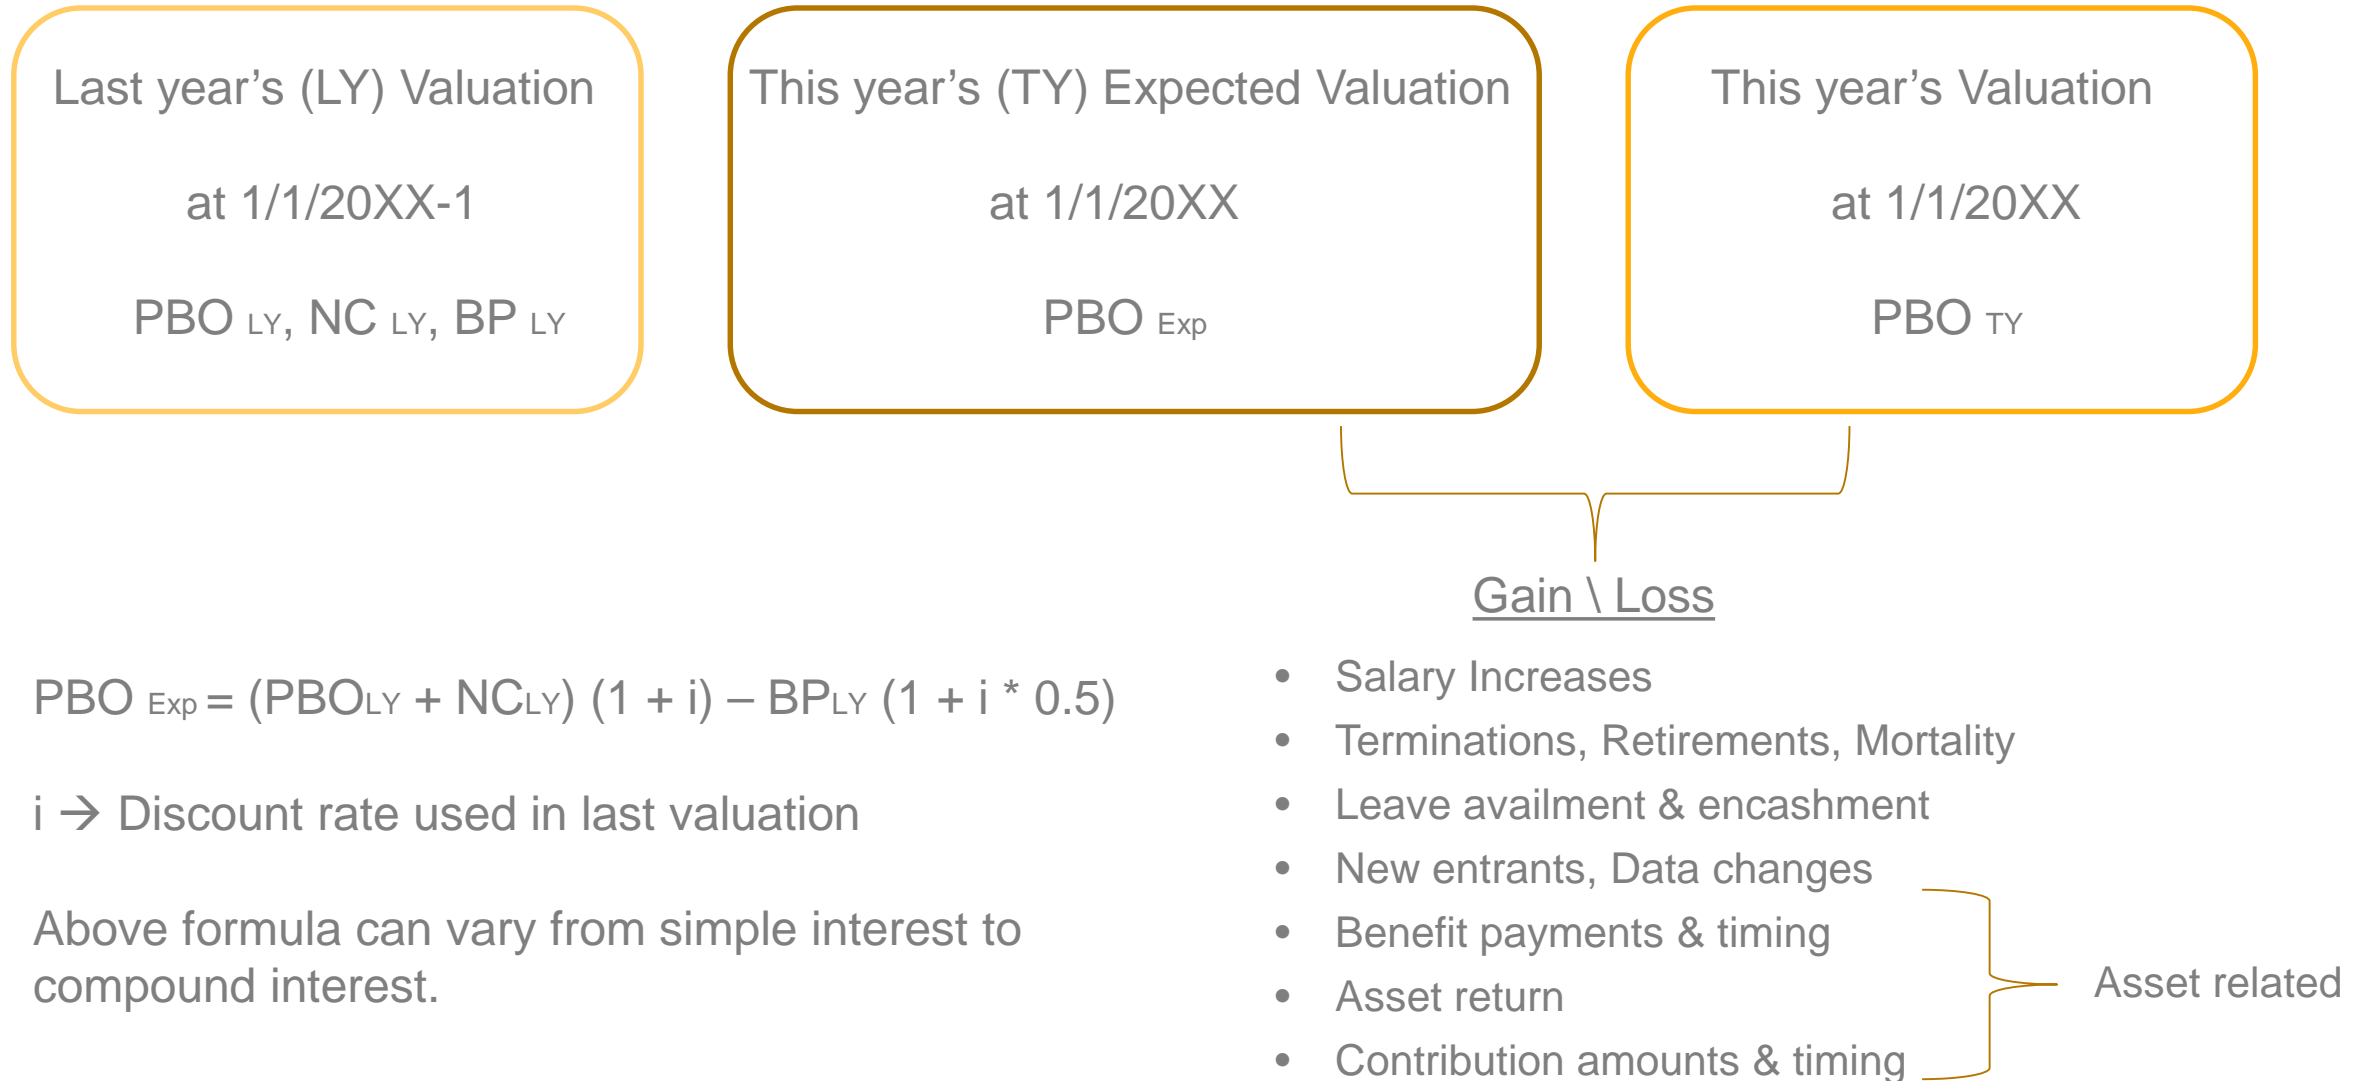 Last year's (LY) Valuation
at 1/1/20XX-1
PBO LY, NC LY, BP LY
This year's (TY) Expected Valuation
at 1/1/20XX
PBO Exp
This year's Valuation
at 1/1/20XX
PBO TY
Gain \ Loss
PBO Exp = (PBOLY + NCLY) (1 + i) – BPLY (1 + i * 0.5)
i → Discount rate used in last valuation
Above formula can vary from simple interest to
compound interest.
• Salary Increases
• Terminations, Retirements, Mortality
• Leave availment & encashment
• New entrants, Data changes
• Benefit payments & timing
• Asset return
• Contribution amounts & timing
Asset related